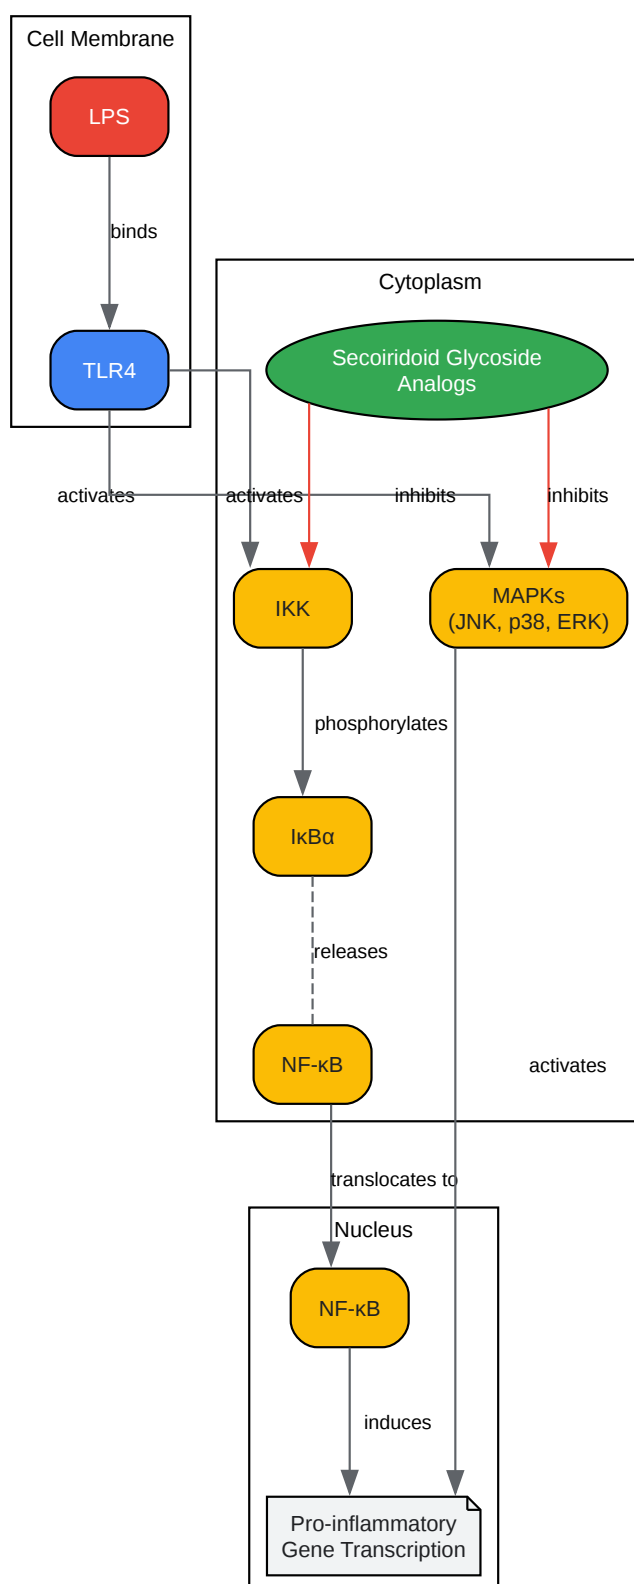 Cell Membrane
LPS
binds
Cytoplasm
TLR4
Secoiridoid Glycoside
Analogs
activates
activates
inhibits
inhibits
IKK
MAPKs
(JNK, p38, ERK)
phosphorylates
IκBα
releases
NF-κB
activates
translocates to
Nucleus
NF-κB
induces
Pro-inflammatory
Gene Transcription